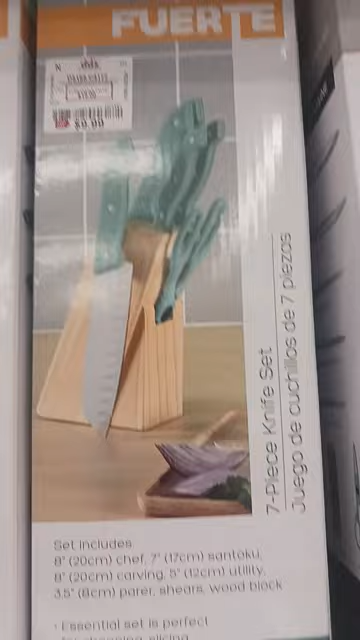 FUERTE
7-Piece Knife Set
Juego de cuchillos de 7 piezas
Set includes
8" (20cm) chef, 7" (17cm) santoku,
8" (20cm) carving, 5" (12cm) utility,
3.5" (8cm) parer, shears, wood block
· Essential set is perfect